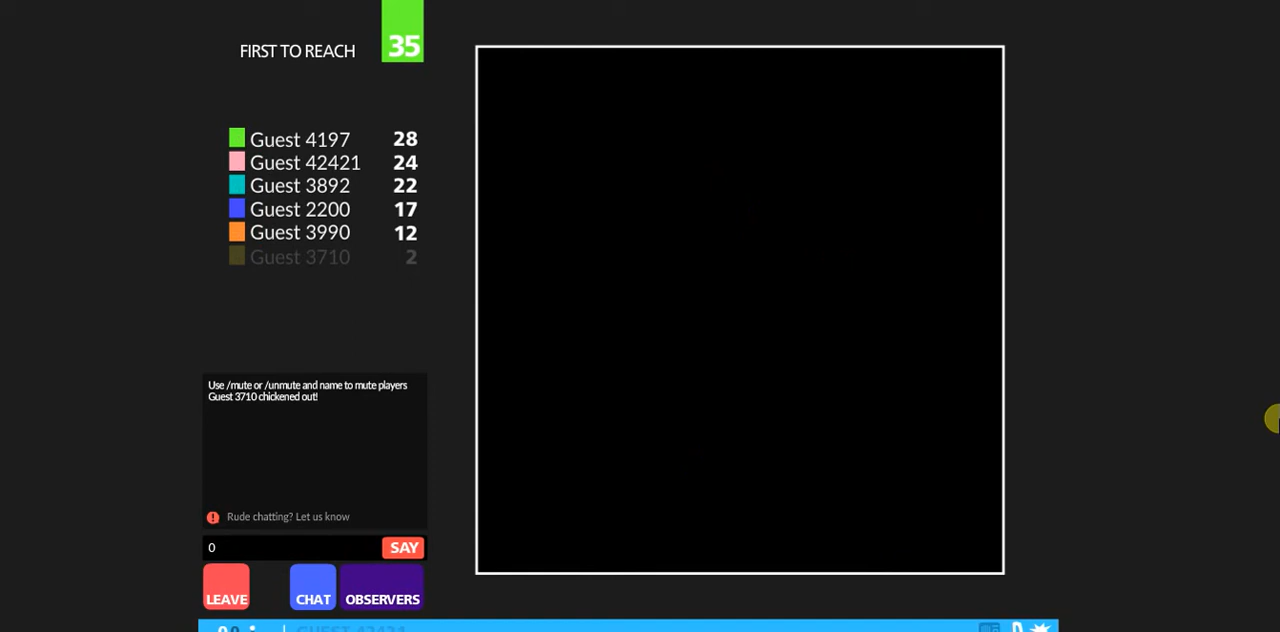 FIRST TO REACH 35
Guest 4197 28
Guest 42421 24
Guest 3892 22
Guest 2200 17
Guest 3990 12
Guest 3710 2
Use /mute or /unmute and name to mute players
Guest 3710 chickened out!
Rude chatting? Let us know
0 SAY
LEAVE CHAT OBSERVERS
GUEST 42421